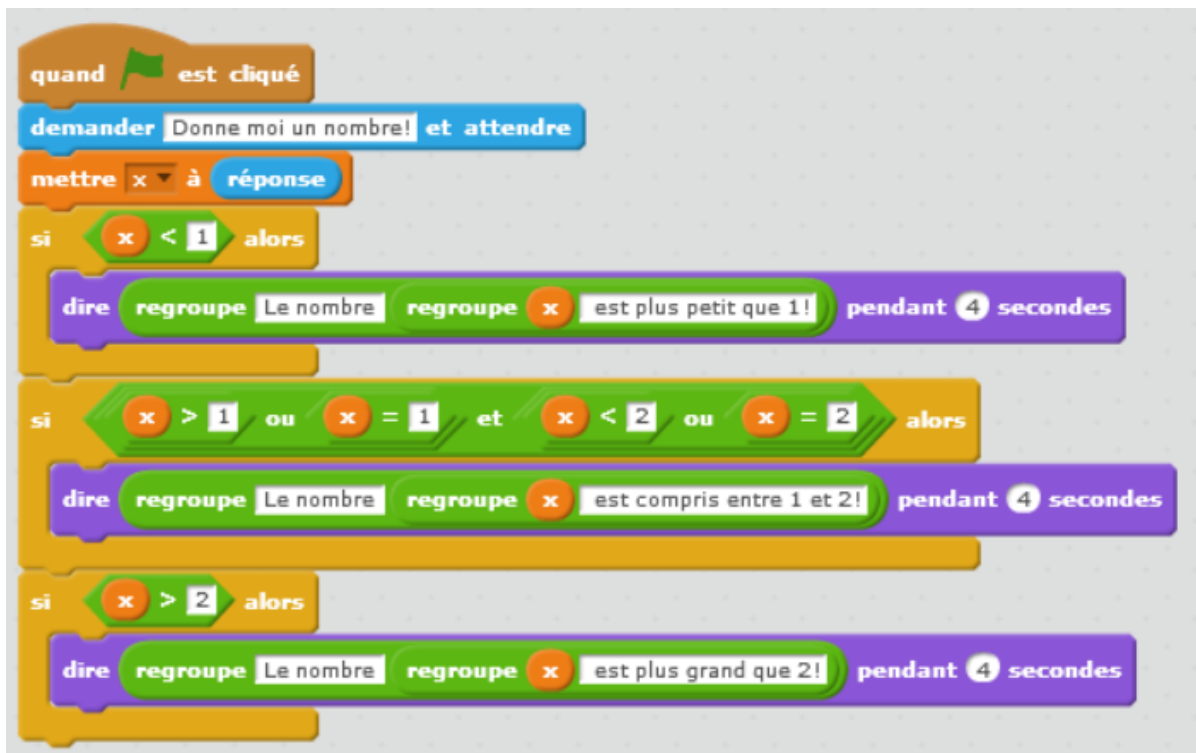 quand est cliqué
demander Donne moi un nombre! et attendre
mettre x à réponse
si x < 1 alors
dire regroupe Le nombre regroupe x est plus petit que 1! pendant 4 secondes
si x > 1 ou x = 1 et x < 2 ou x = 2 alors
dire regroupe Le nombre regroupe x est compris entre 1 et 2! pendant 4 secondes
si x > 2 alors
dire regroupe Le nombre regroupe x est plus grand que 2! pendant 4 secondes